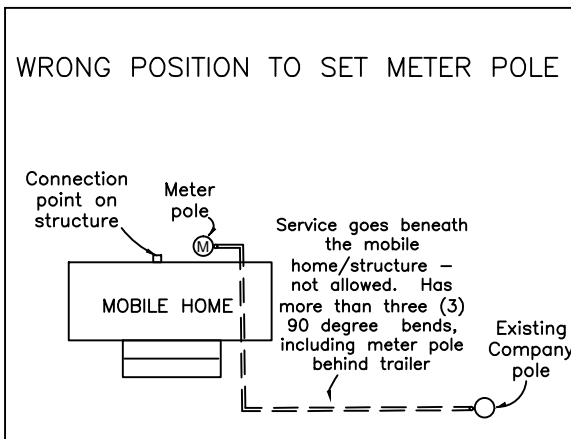 WRONG POSITION TO SET METER POLE
Connection
point on
structure
Meter
pole
M
Service goes beneath
the mobile
home/structure –
not allowed. Has
more than three (3)
90 degree bends,
including meter pole
behind trailer
MOBILE HOME
Existing
Company
pole